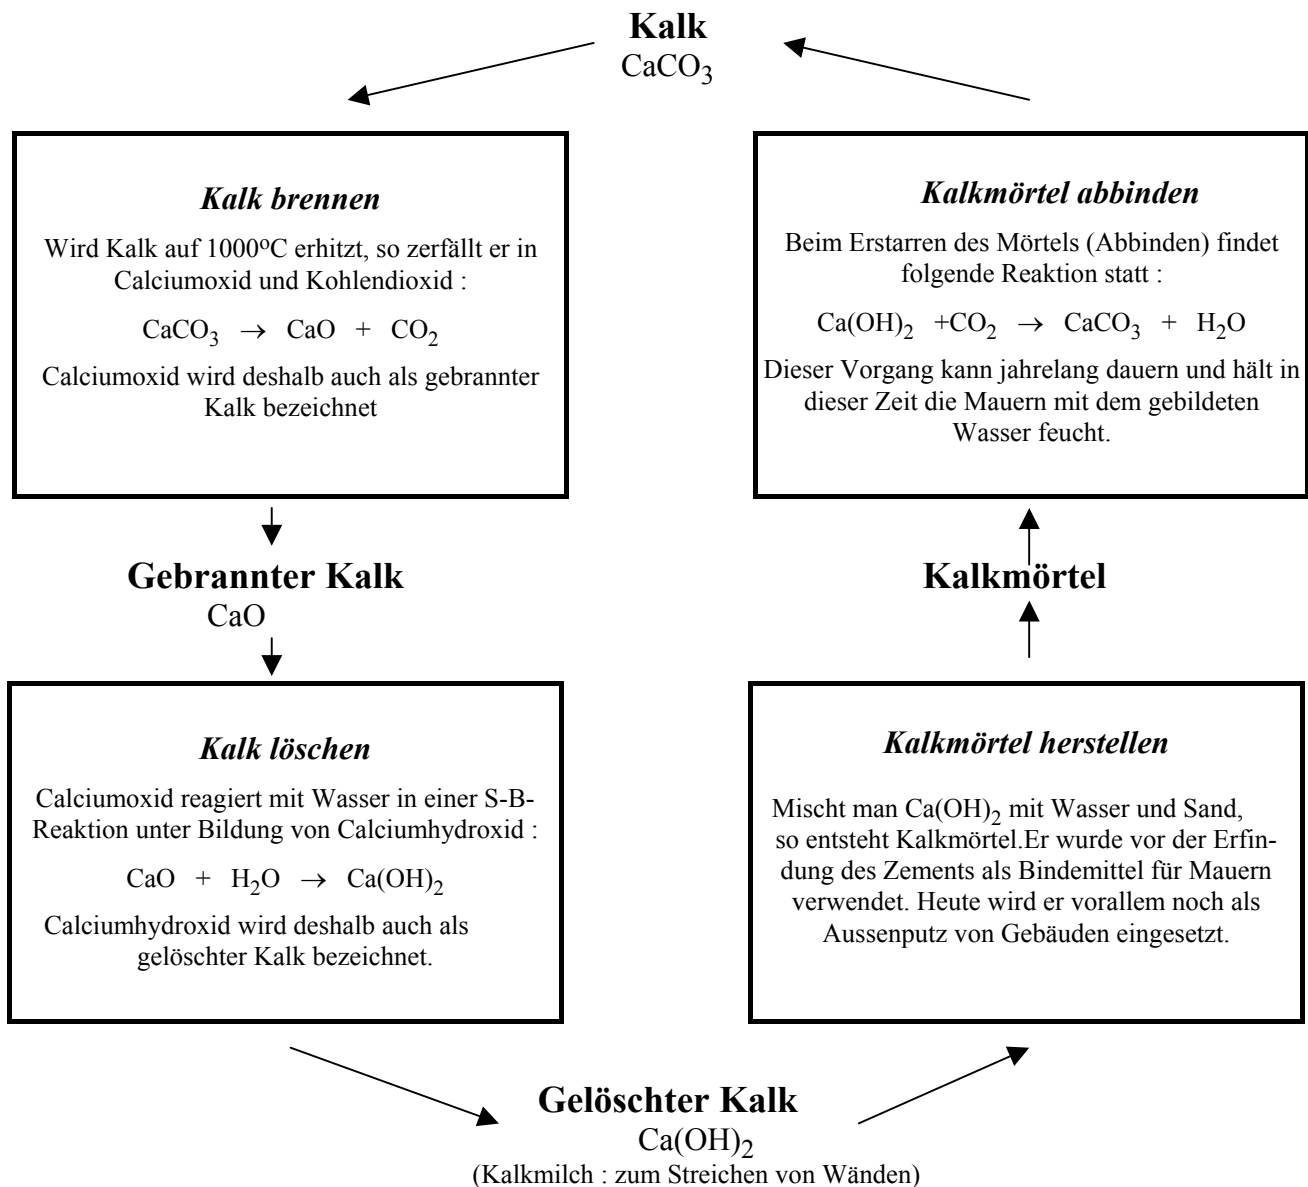 Kalk
CaCO₃
Kalk brennen
Wird Kalk auf 1000°C erhitzt, so zerfällt er in
Calciumoxid und Kohlendioxid :
CaCO₃ → CaO + CO₂
Calciumoxid wird deshalb auch als gebrannter
Kalk bezeichnet
Gebrannter Kalk
CaO
Kalk löschen
Calciumoxid reagiert mit Wasser in einer S-B-
Reaktion unter Bildung von Calciumhydroxid :
CaO + H₂O → Ca(OH)₂
Calciumhydroxid wird deshalb auch als
gelöschter Kalk bezeichnet.
Gelöschter Kalk
Ca(OH)₂
(Kalkmilch : zum Streichen von Wänden)
Kalkmörtel herstellen
Mischt man Ca(OH)₂ mit Wasser und Sand,
so entsteht Kalkmörtel.Er wurde vor der Erfin-
dung des Zements als Bindemittel für Mauern
verwendet. Heute wird er vorallem noch als
Aussenputz von Gebäuden eingesetzt.
Kalkmörtel
Kalkmörtel abbinden
Beim Erstarren des Mörtels (Abbinden) findet
folgende Reaktion statt :
Ca(OH)₂ +CO₂ → CaCO₃ + H₂O
Dieser Vorgang kann jahrelang dauern und hält in
dieser Zeit die Mauern mit dem gebildeten
Wasser feucht.